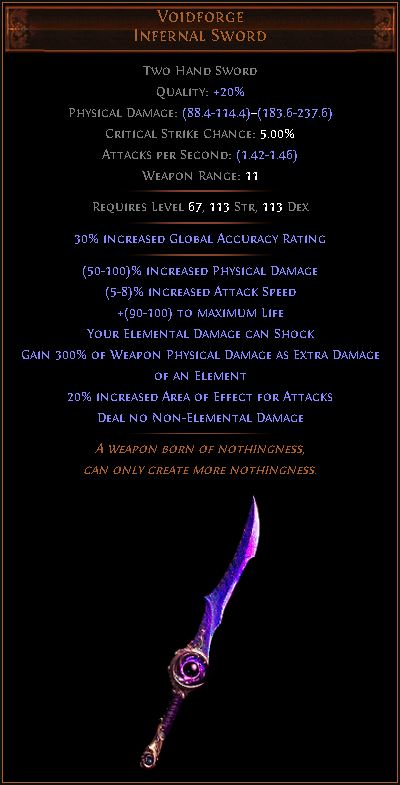 Voidforge
Infernal Sword
Two Hand Sword
Quality: +20%
Physical Damage: (88.4-114.4)–(183.6-237.6)
Critical Strike Chance: 5.00%
Attacks per Second: (1.42-1.46)
Weapon Range: 11
Requires Level 67, 113 Str, 113 Dex
30% increased Global Accuracy Rating
(50-100)% increased Physical Damage
(5-8)% increased Attack Speed
+(90-100) to maximum Life
Your Elemental Damage can Shock
Gain 300% of Weapon Physical Damage as Extra Damage
of an Element
20% increased Area of Effect for Attacks
Deal no Non-Elemental Damage
A weapon born of nothingness,
can only create more nothingness.